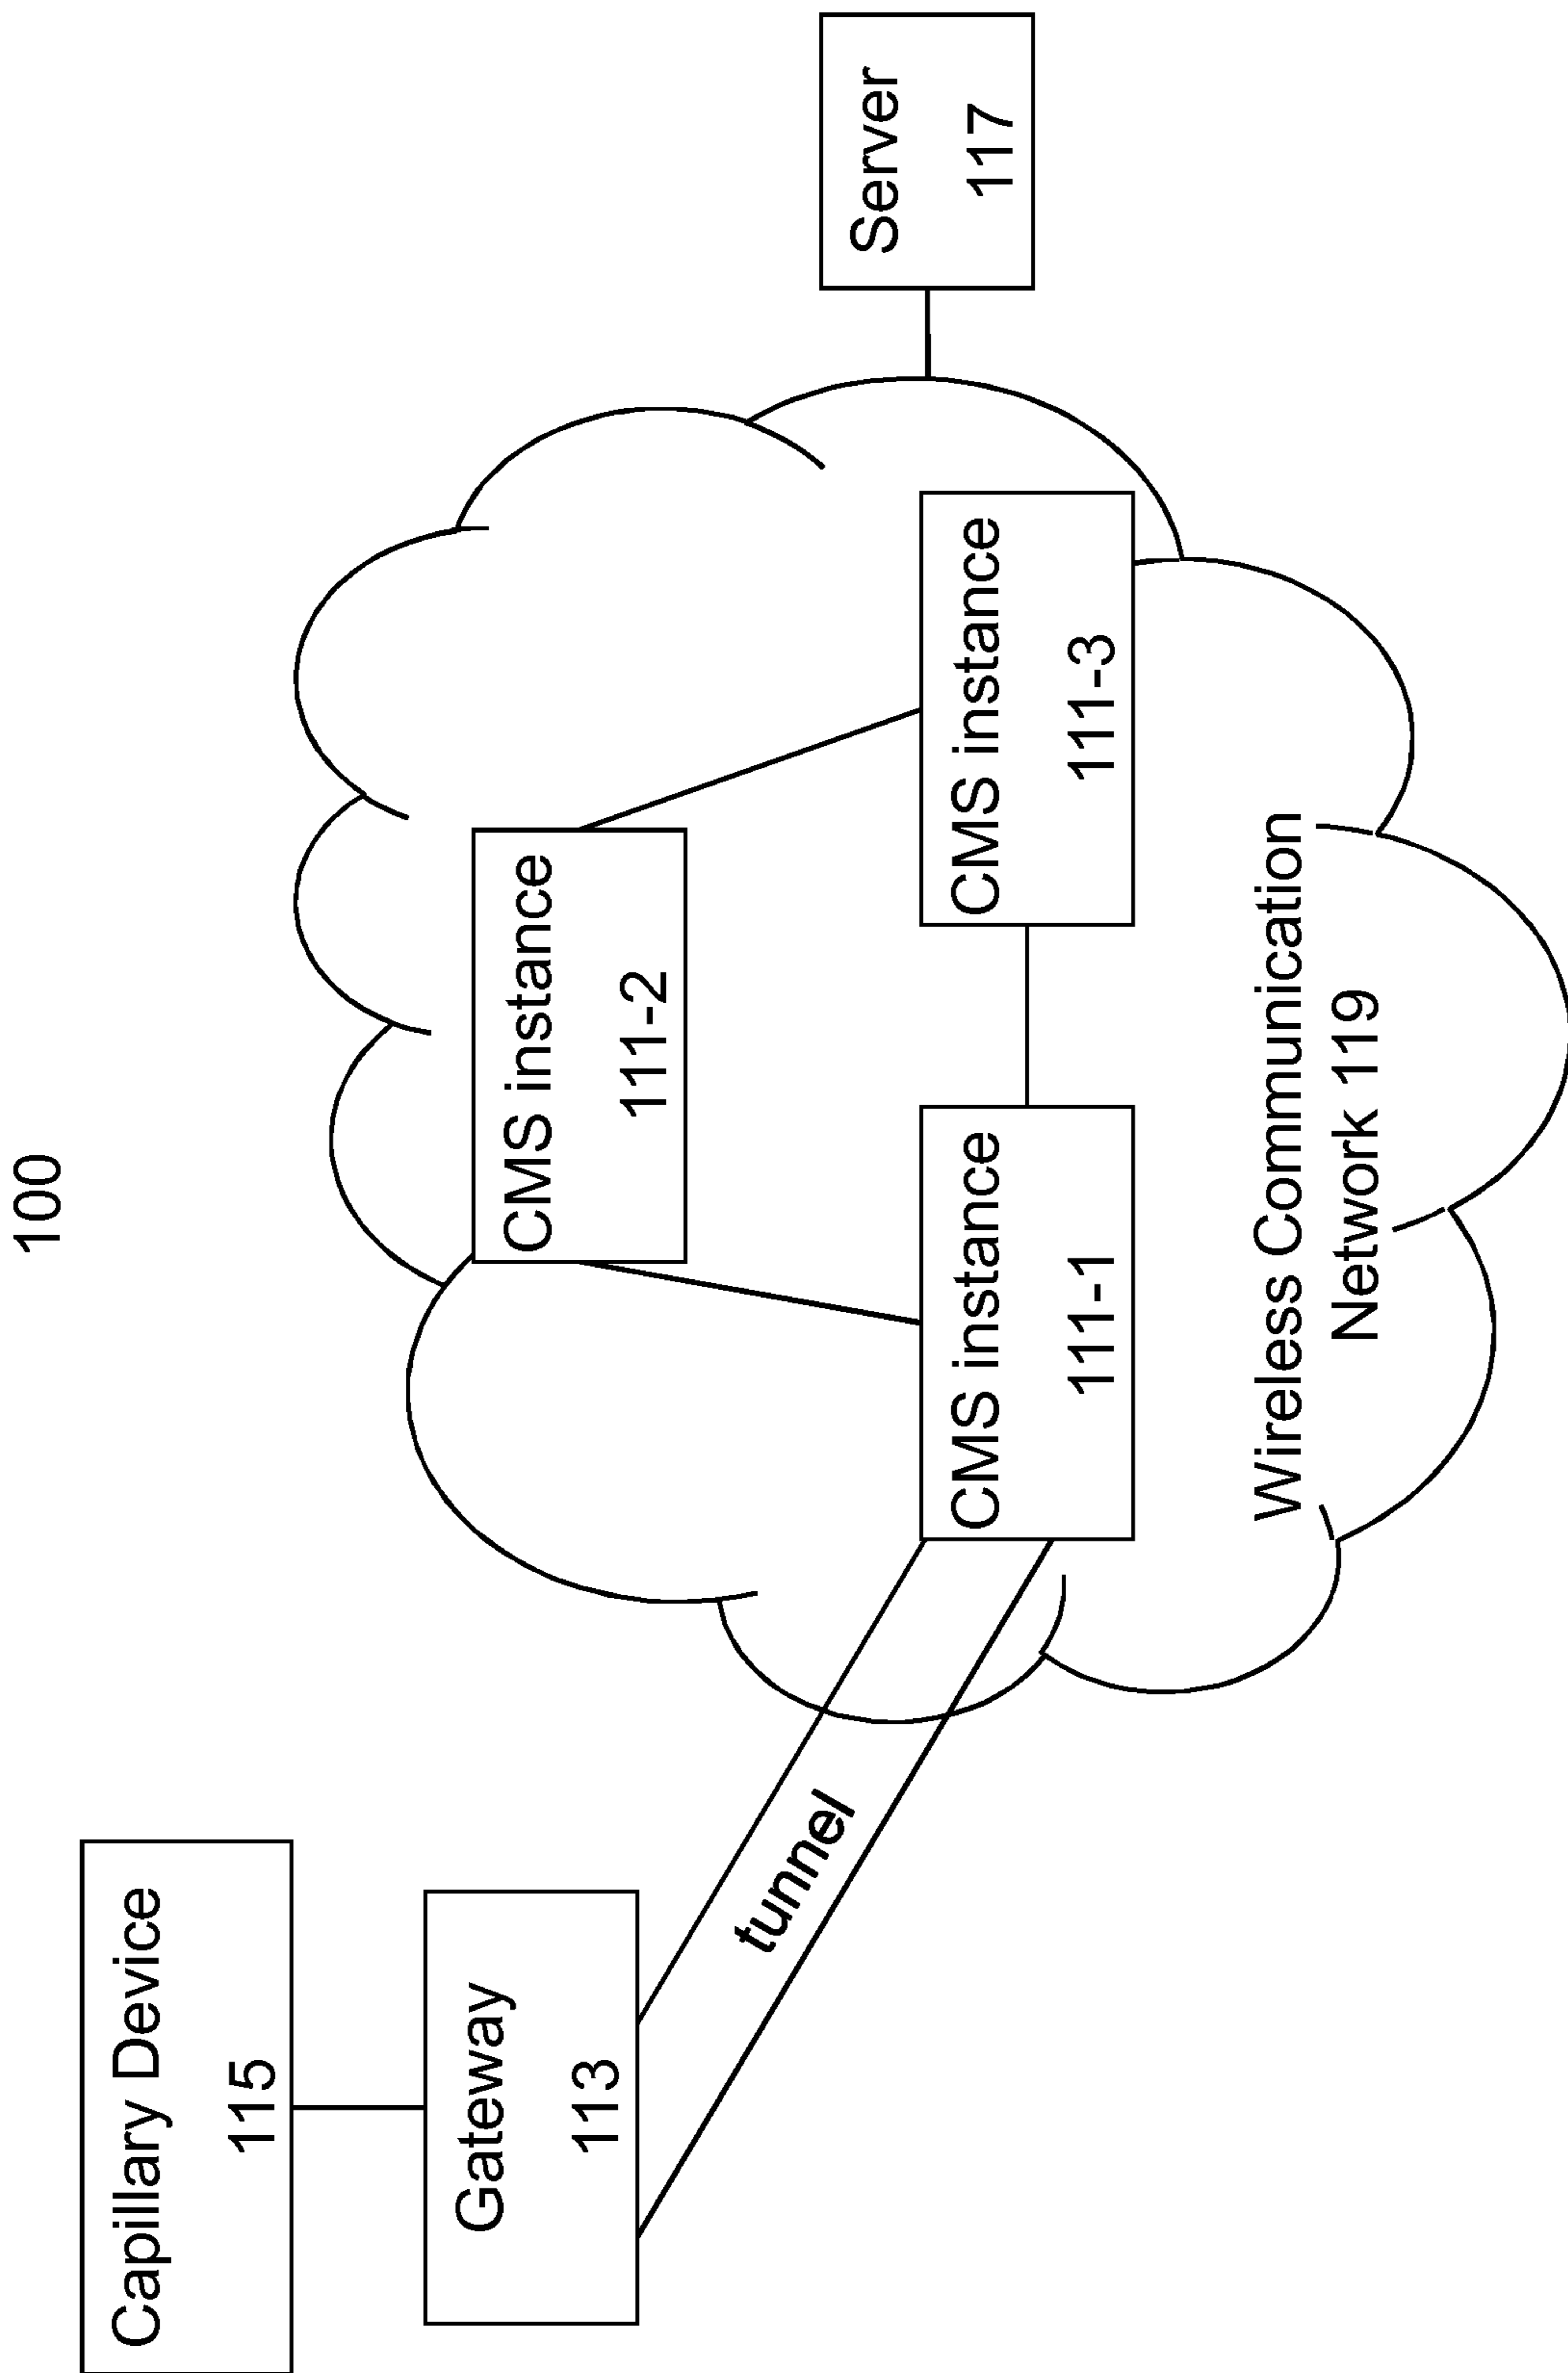 100
Capillary Device
115
Gateway
113
tunnel
CMS instance
111-2
CMS instance
111-1
CMS instance
111-3
Wireless Communication
Network 119
Server
117